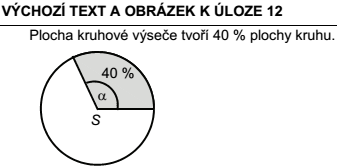 VÝCHOZÍ TEXT A OBRÁZEK K ÚLOZE 12
Plocha kruhové výseče tvoří 40 % plochy kruhu.
40 %
α
S